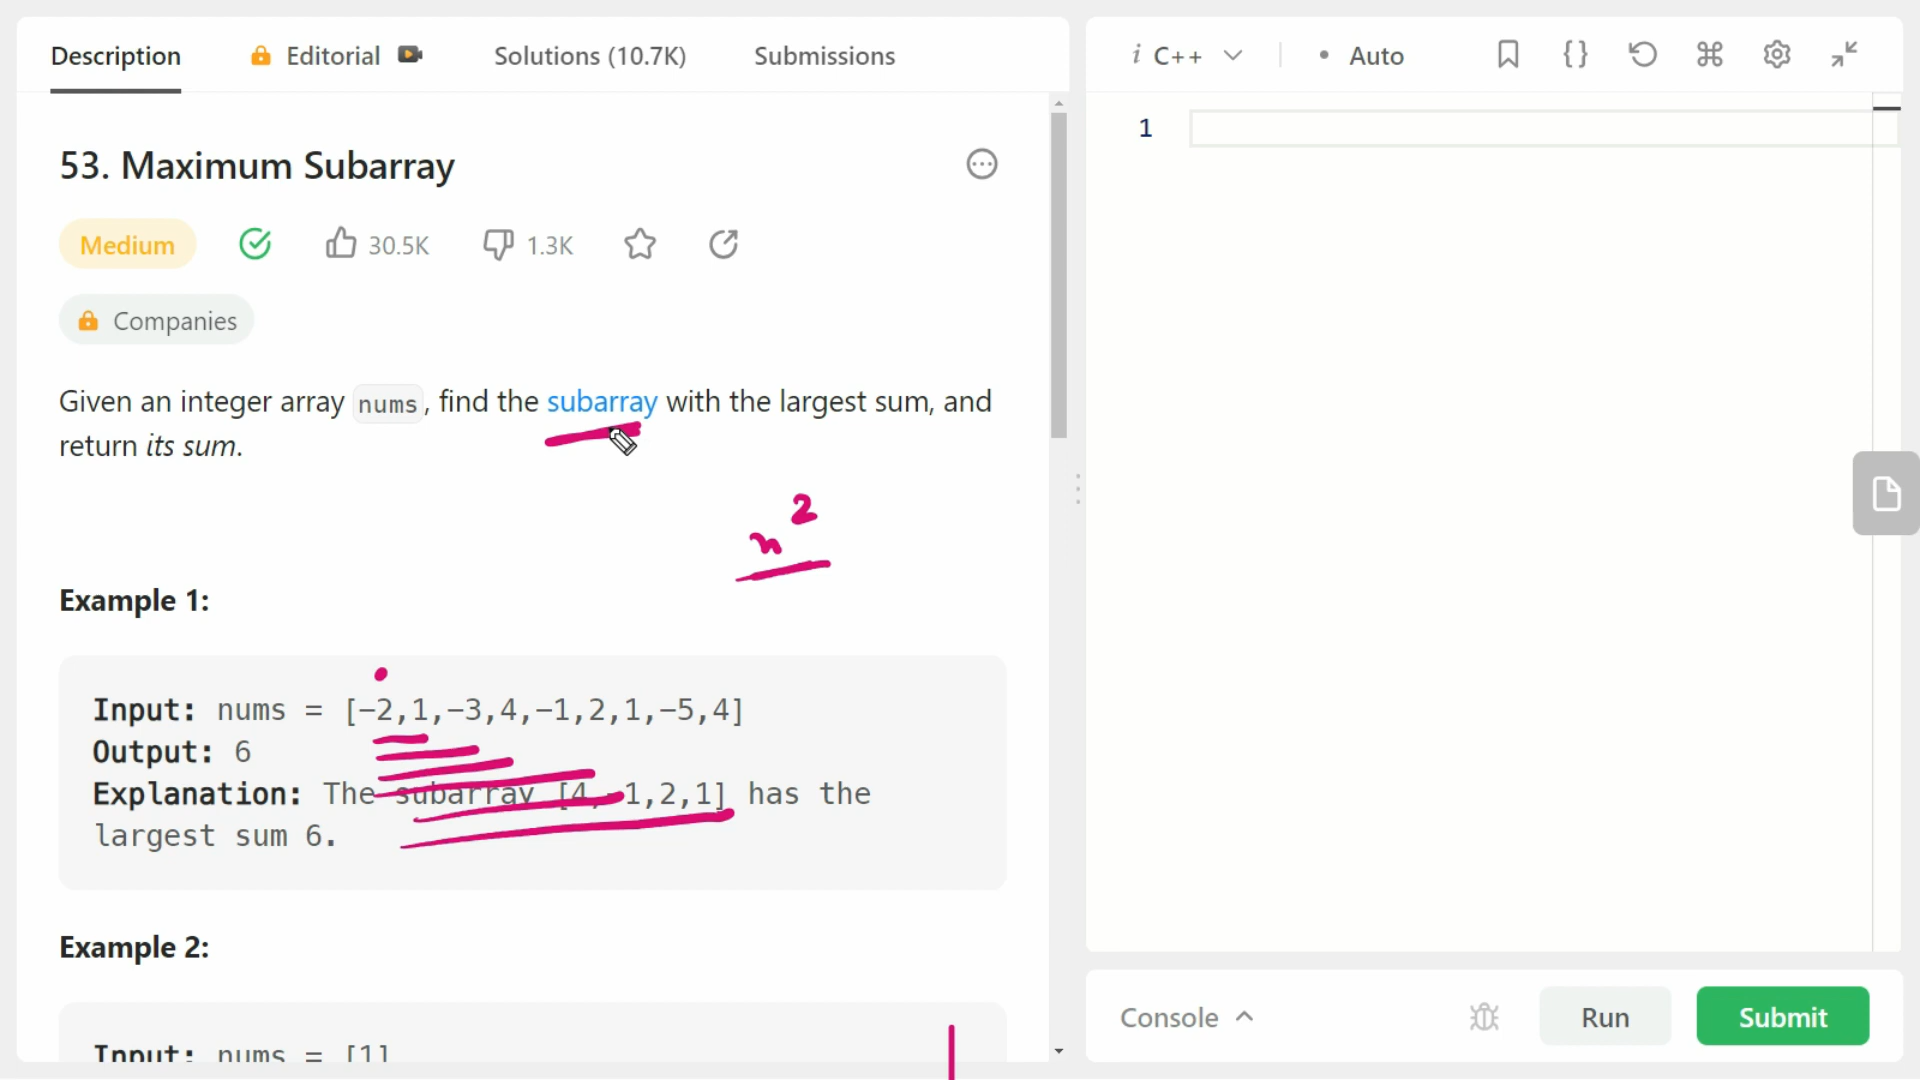 Description Editorial Solutions (10.7K) Submissions
53. Maximum Subarray
Medium 30.5K 1.3K
Companies
Given an integer array nums, find the subarray with the largest sum, and
return its sum.
n²
Example 1:
Input: nums = [-2,1,-3,4,-1,2,1,-5,4]
Output: 6
Explanation: The subarray [4,-1,2,1] has the
largest sum 6.
Example 2:
Input: nums = [1]
i C++ • Auto
1
Console Run Submit